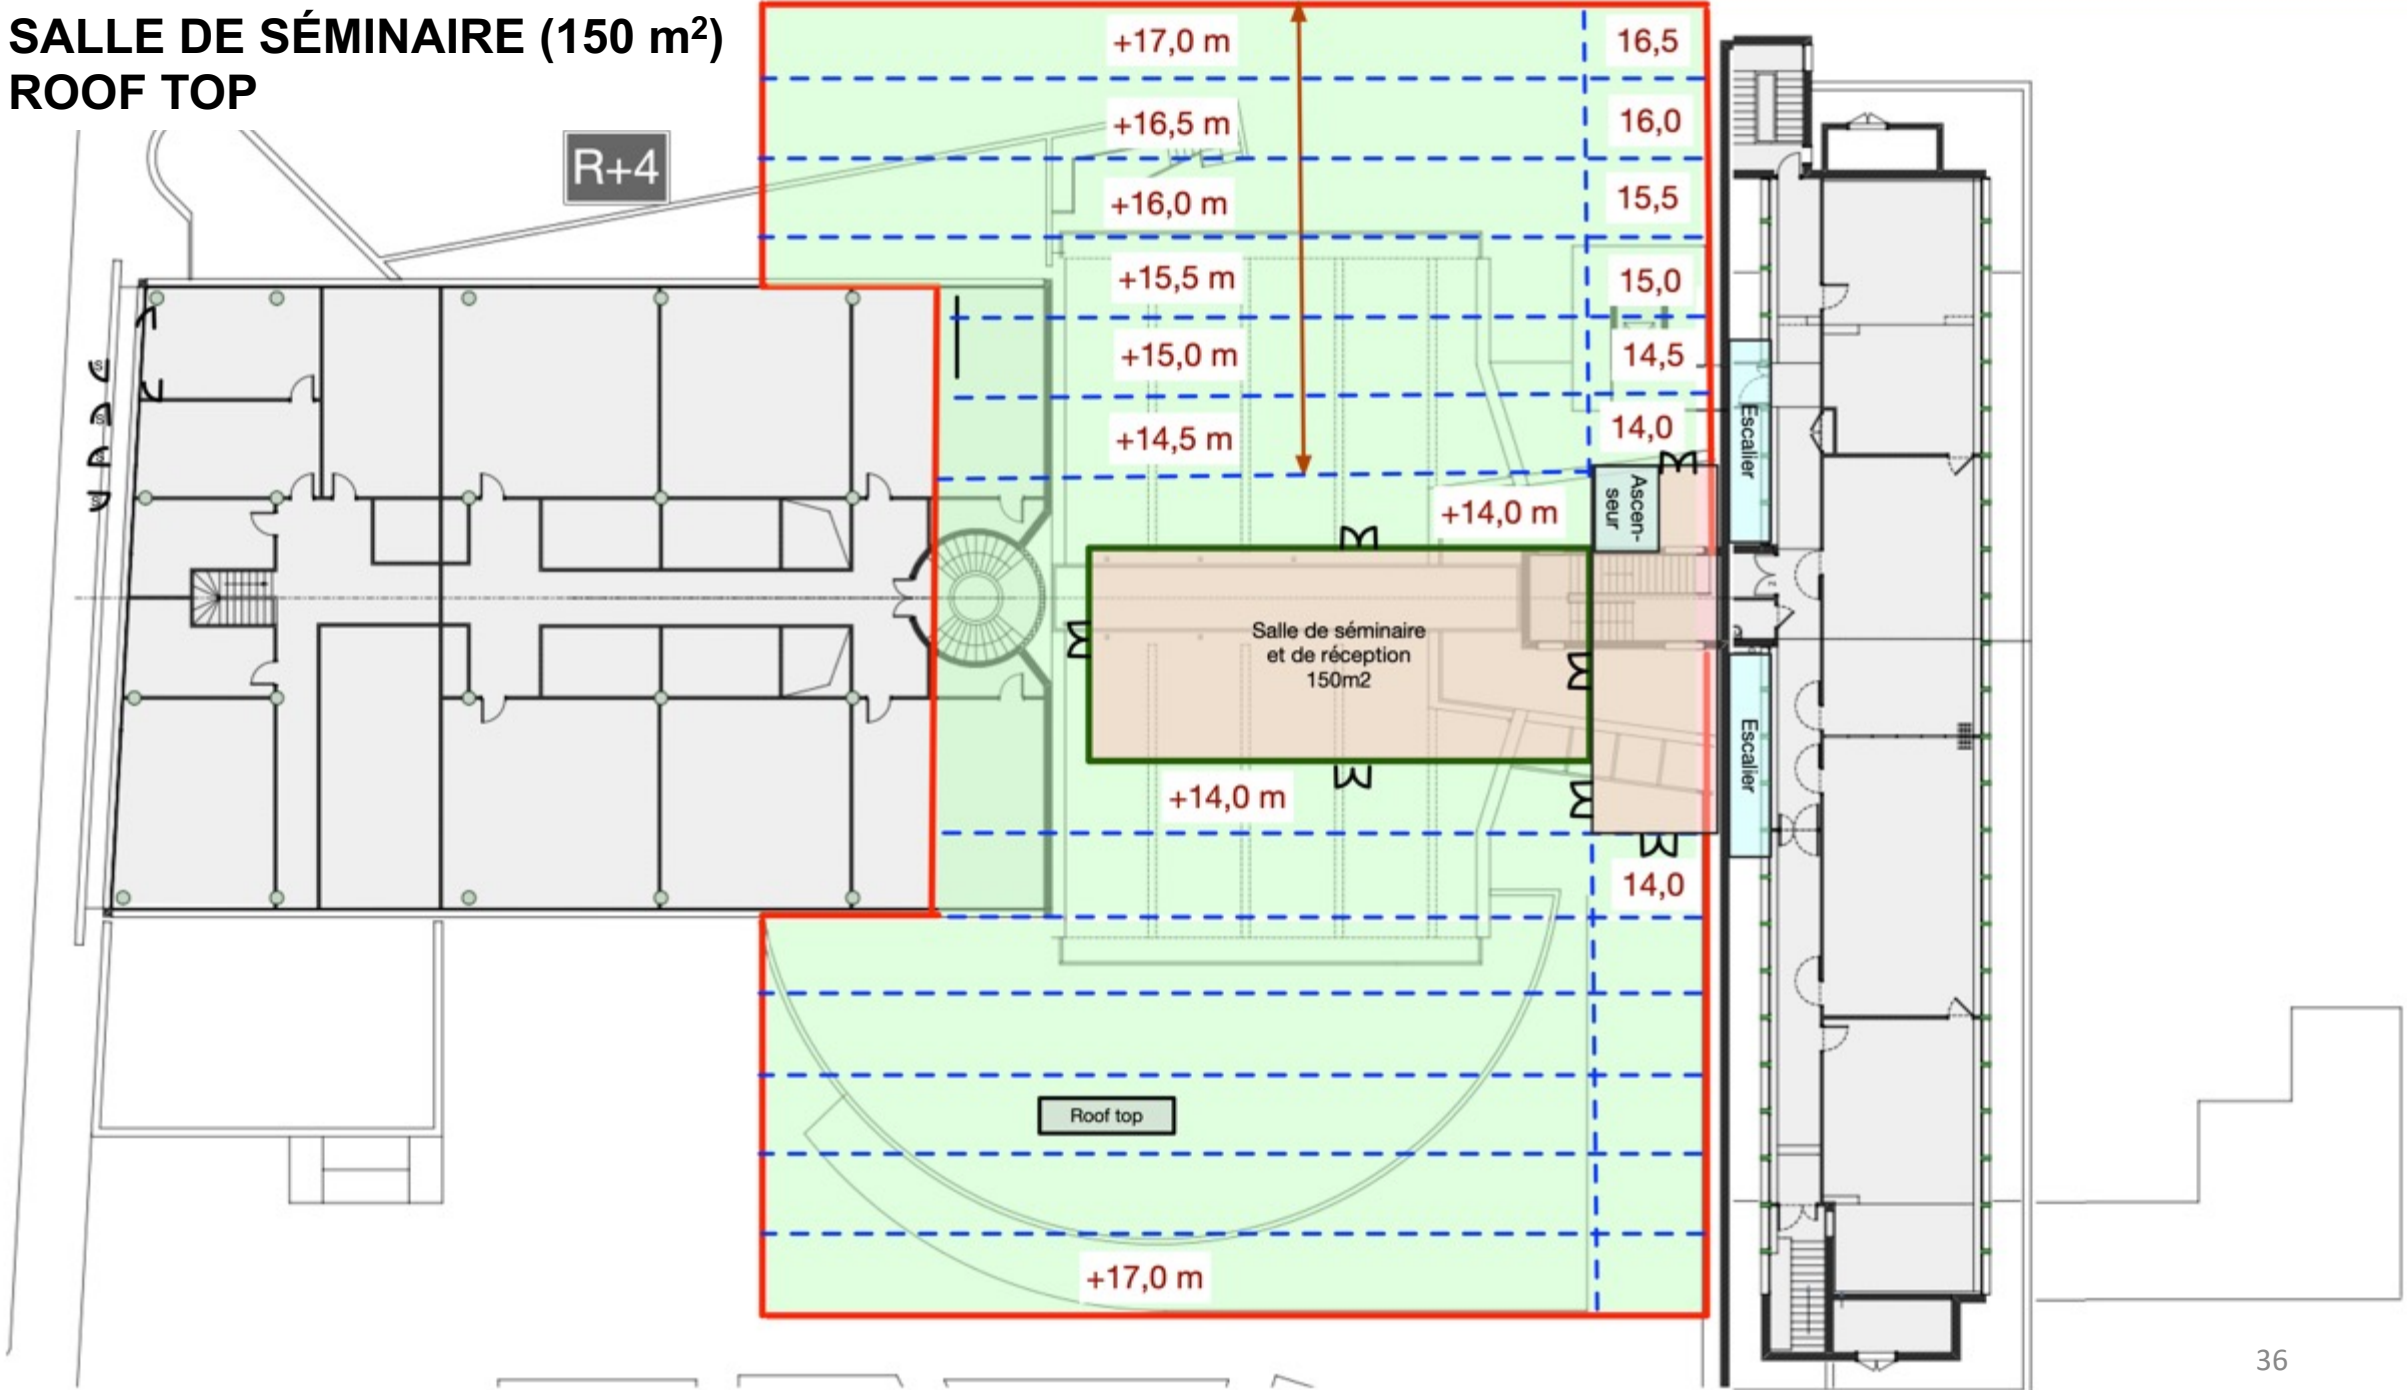 SALLE DE SÉMINAIRE (150 m²)
ROOF TOP
R+4
+17,0 m
16,5
+16,5 m
16,0
+16,0 m
15,5
+15,5 m
15,0
+15,0 m
14,5
+14,5 m
14,0
+14,0 m
Ascen-
seur
Escalier
Salle de séminaire
et de réception
150m2
Escalier
+14,0 m
14,0
Roof top
+17,0 m
36